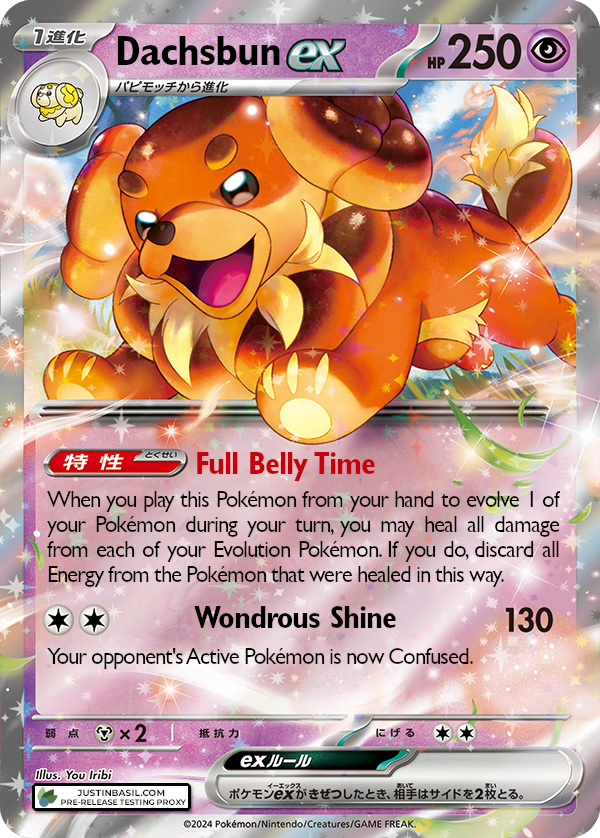 1進化
Dachsbun ex
HP 250
パピモッチから進化
特性
とくせい
Full Belly Time
When you play this Pokémon from your hand to evolve 1 of
your Pokémon during your turn, you may heal all damage
from each of your Evolution Pokémon. If you do, discard all
Energy from the Pokémon that were healed in this way.
Wondrous Shine 130
Your opponent's Active Pokémon is now Confused.
弱点 ×2 抵抗力 にげる
exルール
イーエックス あいて まい
ポケモンexがきぜつしたとき、相手はサイドを2枚とる。
Illus. You Iribi
JUSTINBASIL.COM
PRE-RELEASE TESTING PROXY
©2024 Pokémon/Nintendo/Creatures/GAME FREAK.